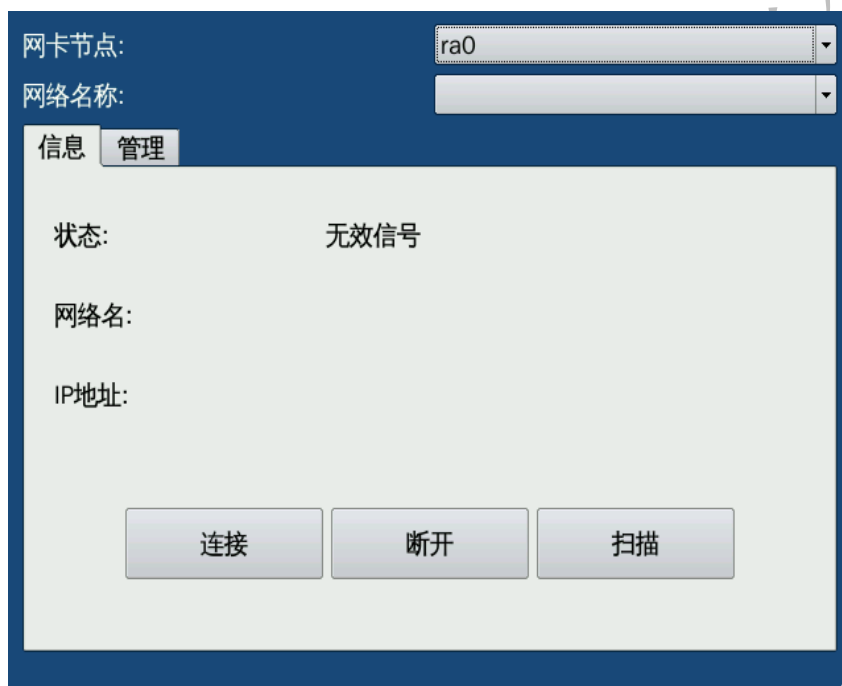 网卡节点: ra0
网络名称:
信息 管理
状态: 无效信号
网络名:
IP地址:
连接 断开 扫描